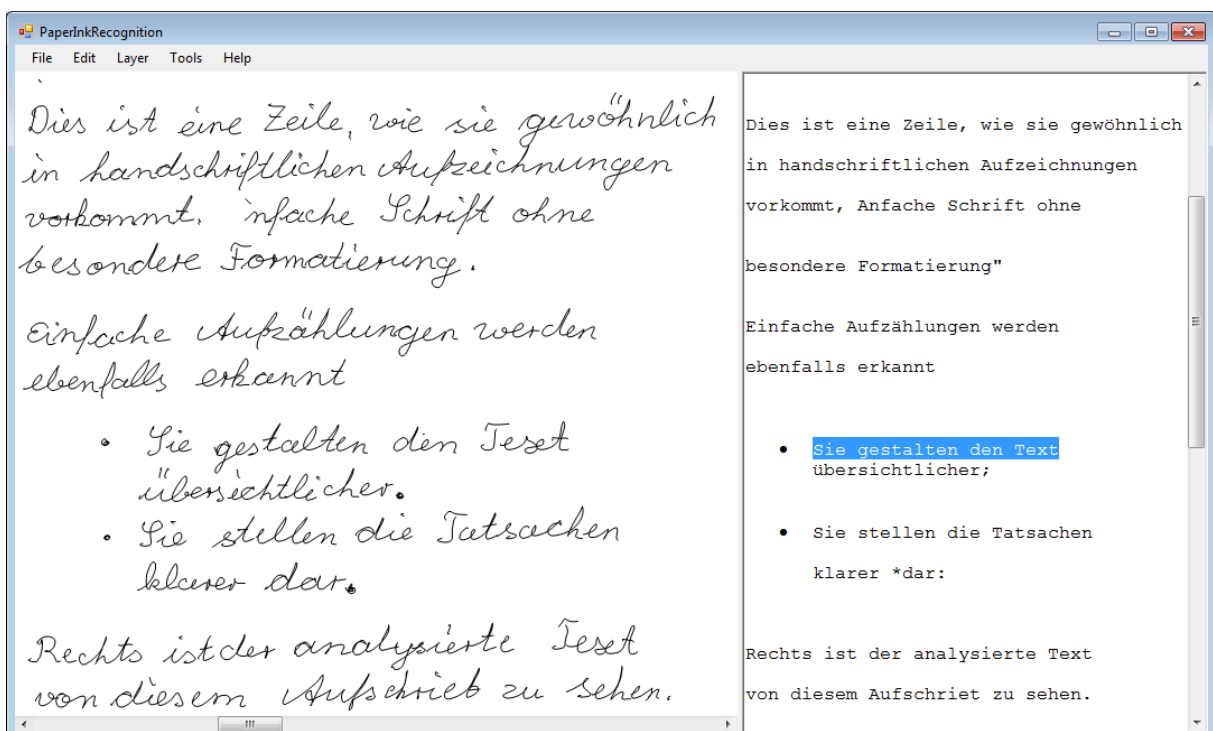 PaperInkRecognition
File Edit Layer Tools Help
Dies ist eine Zeile, wie sie gewöhnlich
in handschriftlichen Aufzeichnungen
vorkommt. infache Schrift ohne
besondere Formatierung.
Einfache Aufzählungen werden
ebenfalls erkannt
• Sie gestalten den Text
übersichtlicher.
• Sie stellen die Tatsachen
klarer dar.
Rechts ist der analysierte Text
von diesem Aufschrieb zu sehen.
Dies ist eine Zeile, wie sie gewöhnlich
in handschriftlichen Aufzeichnungen
vorkommt, Anfache Schrift ohne
besondere Formatierung"
Einfache Aufzählungen werden
ebenfalls erkannt
• Sie gestalten den Text
übersichtlicher;
• Sie stellen die Tatsachen
klarer *dar:
Rechts ist der analysierte Text
von diesem Aufschriet zu sehen.